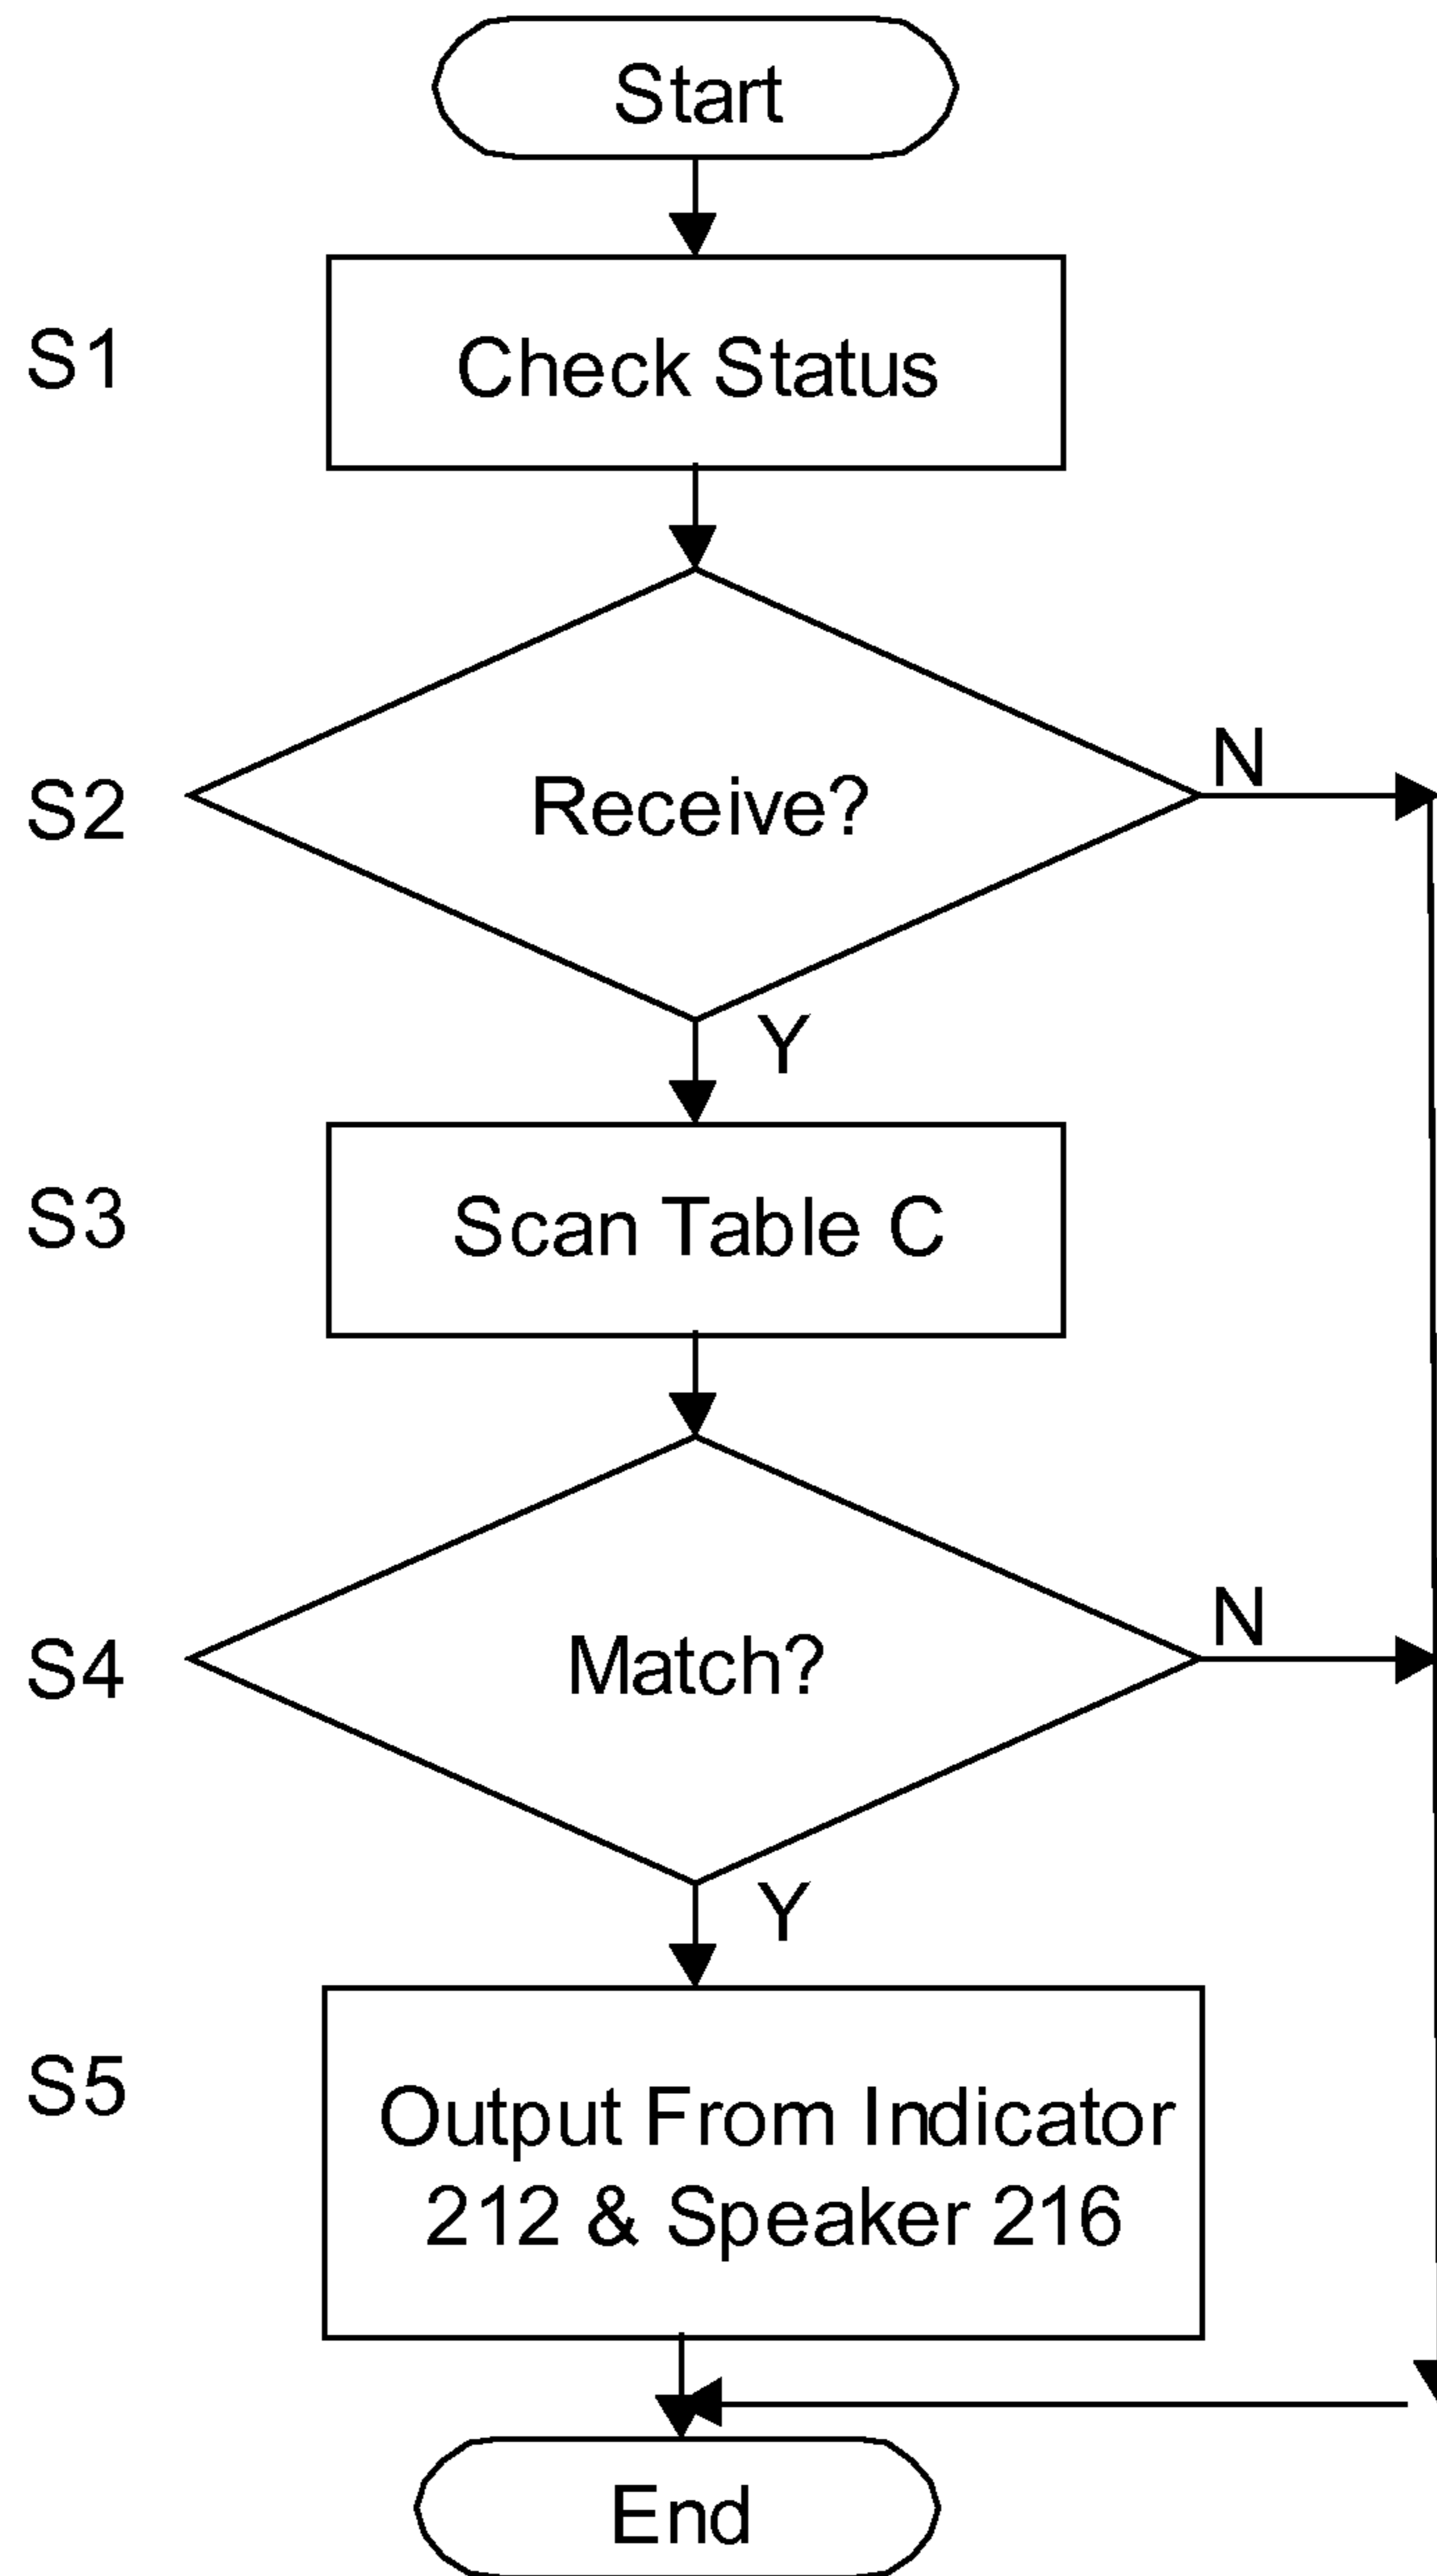 Start
S1
Check Status
S2
Receive?
N
Y
S3
Scan Table C
S4
Match?
N
Y
S5
Output From Indicator
212 & Speaker 216
End